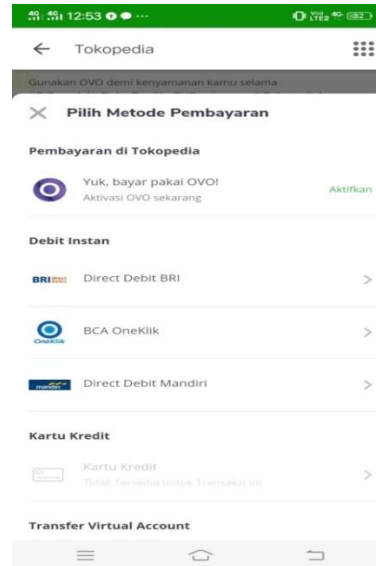 12:53
Tokopedia
Gunakan OVO demi kenyamanan kamu selama
Pilih Metode Pembayaran
Pembayaran di Tokopedia
Yuk, bayar pakai OVO!
Aktivasi OVO sekarang
Aktifkan
Debit Instan
BRI
Direct Debit BRI
OneKlik
BCA OneKlik
mandiri
Direct Debit Mandiri
Kartu Kredit
Kartu Kredit
Tidak Tersedia untuk Transaksi Ini
Transfer Virtual Account